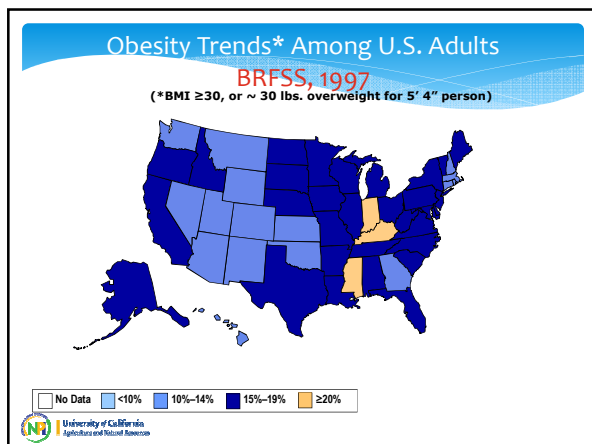 Obesity Trends* Among U.S. Adults
BRFSS, 1997
(*BMI ≥30, or ~ 30 lbs. overweight for 5’ 4” person)
No Data <10% 10%–14% 15%–19% ≥20%
NPI University of California
Agriculture and Natural Resources